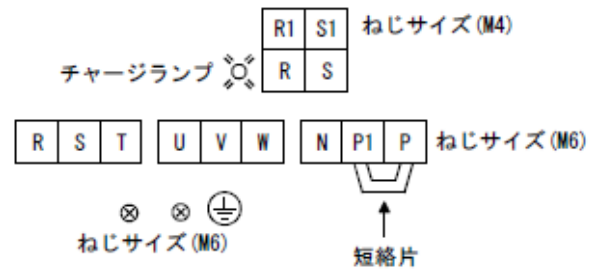 R1 S1 ねじサイズ(M4)
チャージランプ R S
R S T U V W N P1 P ねじサイズ(M6)
ねじサイズ(M6)
短絡片